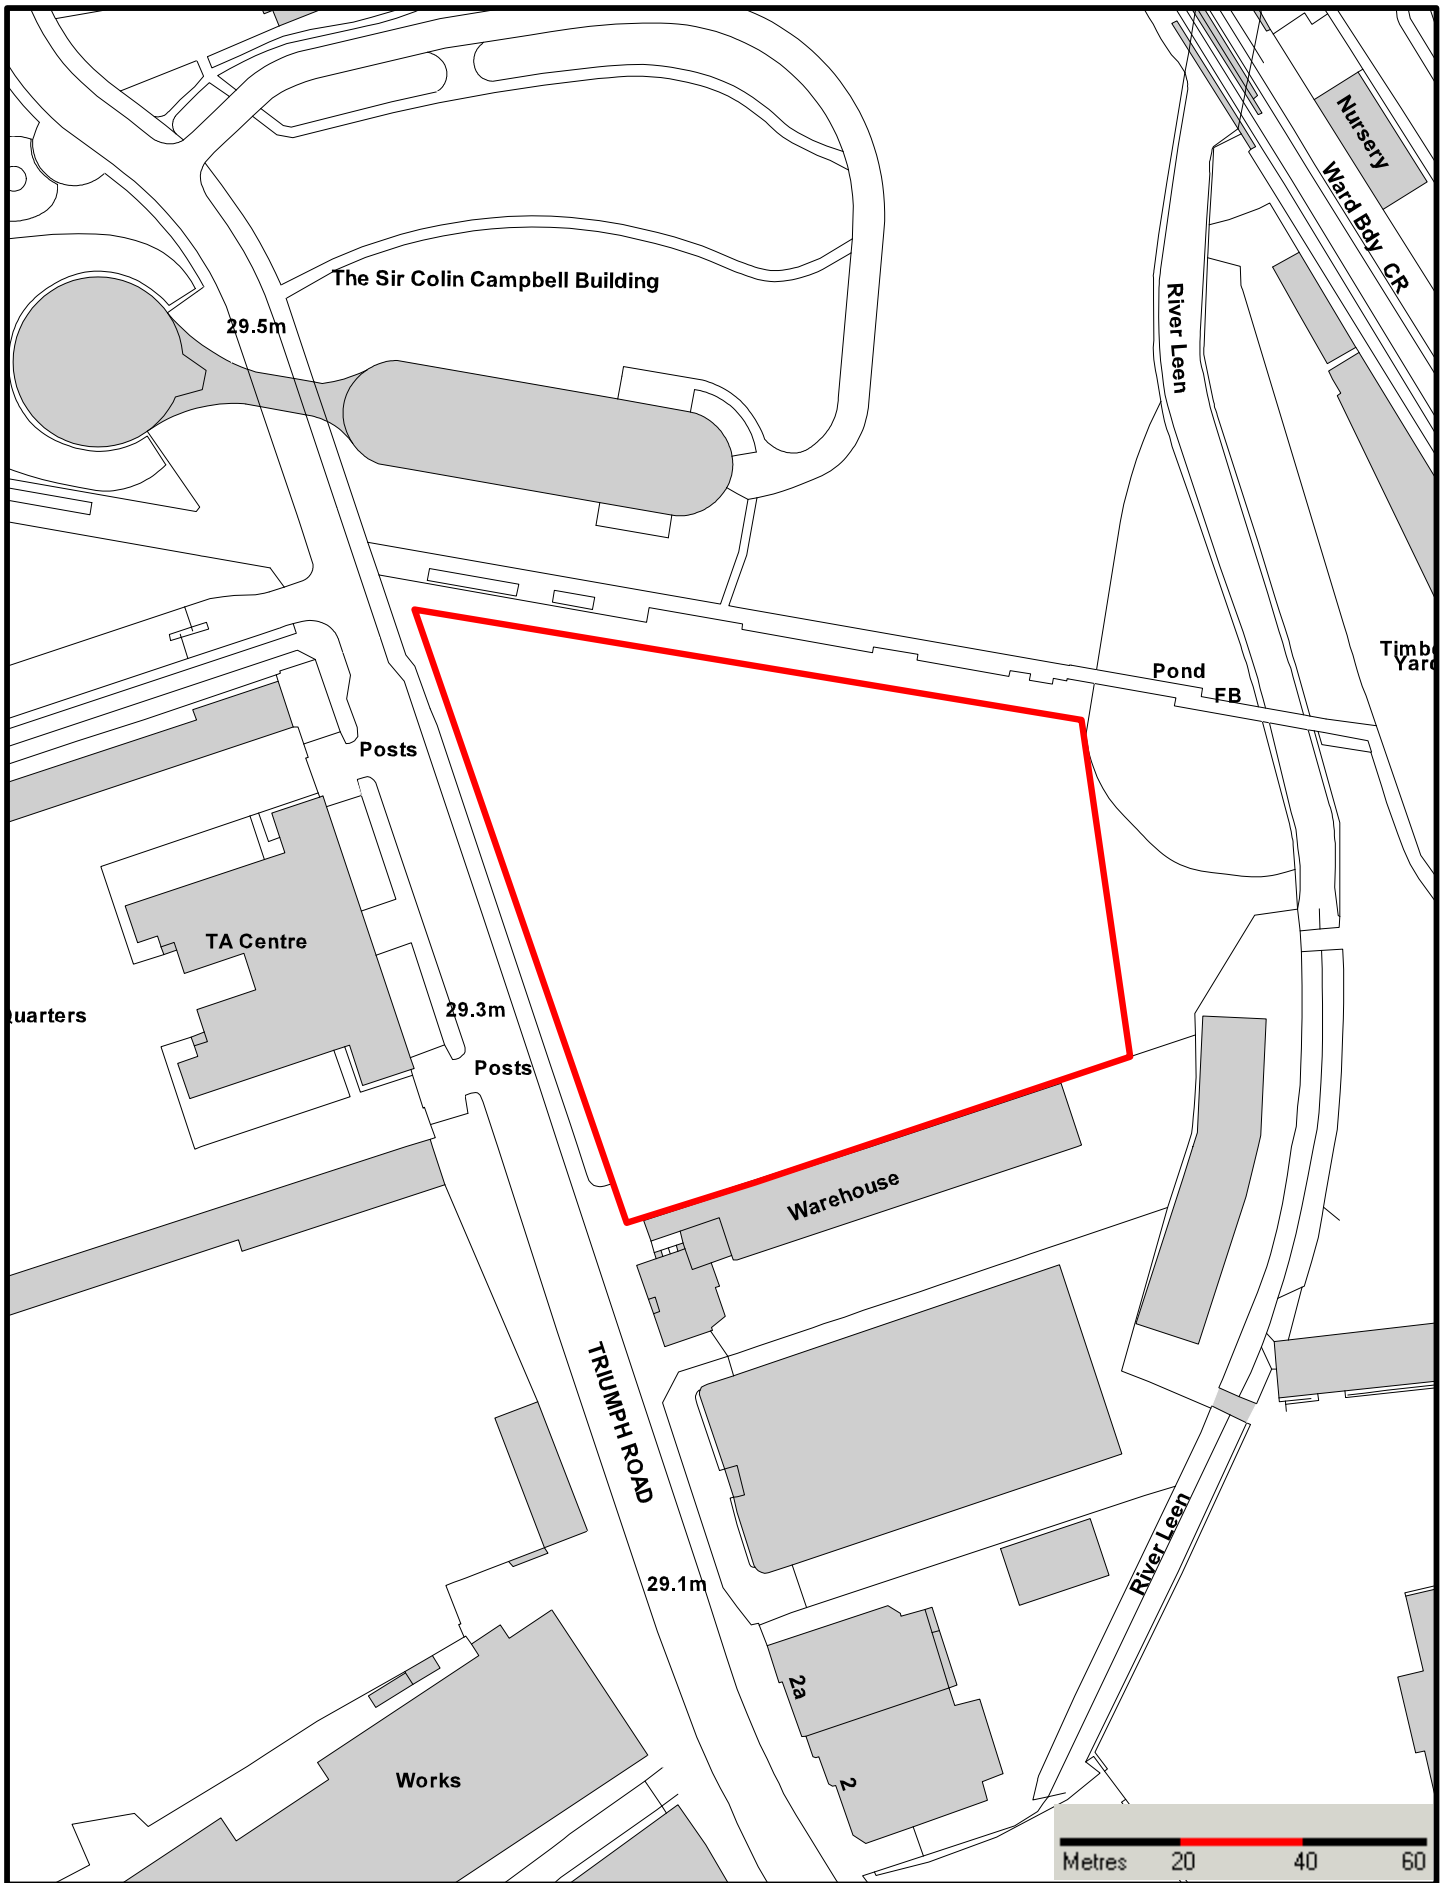 Nursery
Ward Bdy CR
The Sir Colin Campbell Building
29.5m
River Leen
Pond
FB
Posts
TA Centre
29.3m
Posts
Warehouse
TRIUMPH ROAD
River Leen
29.1m
2a
2
Works
Metres 20 40 60